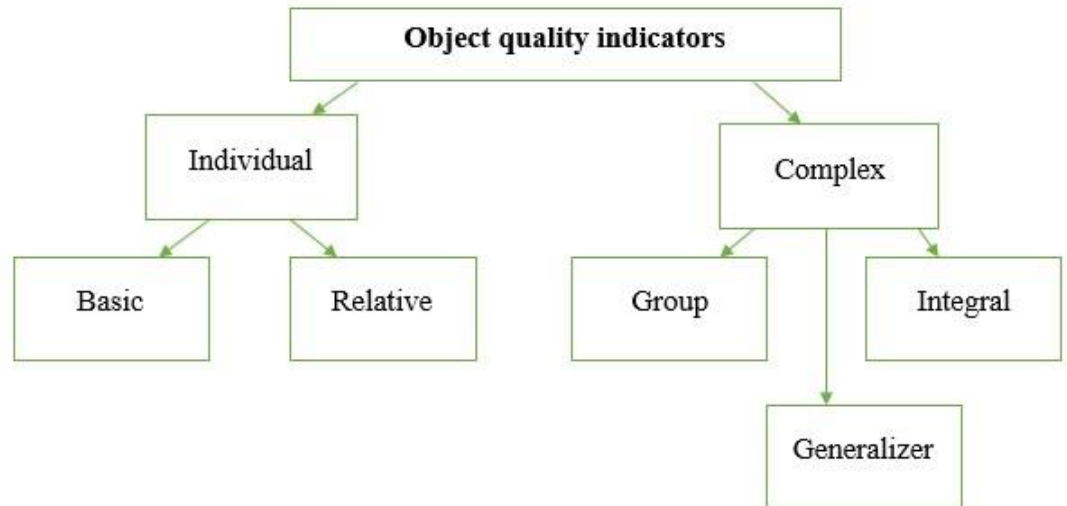 Object quality indicators
Individual
Complex
Basic
Relative
Group
Integral
Generalizer